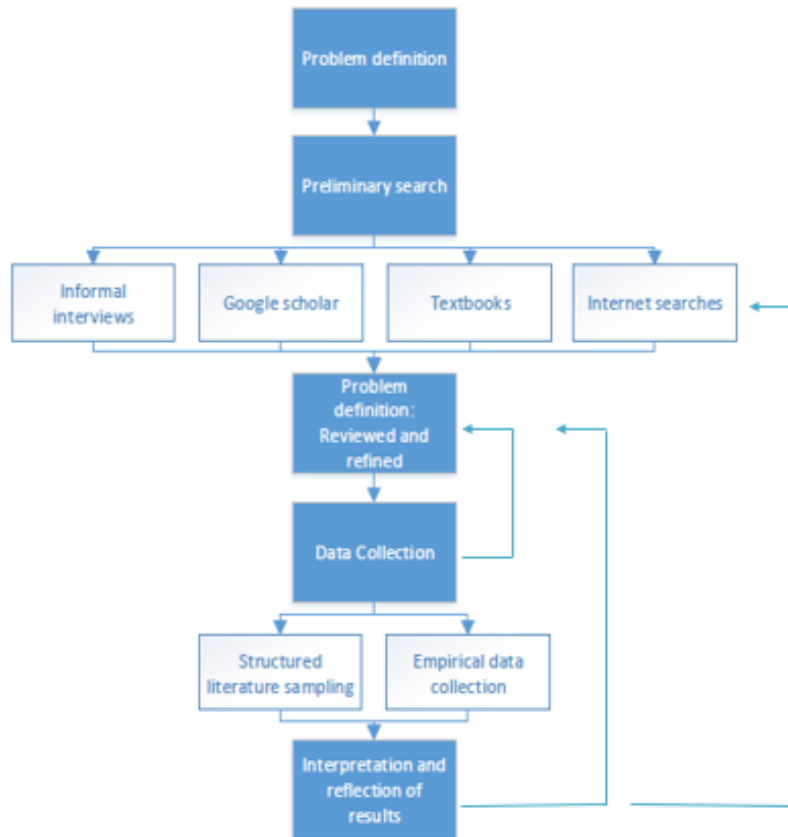 Problem definition
Preliminary search
Informal
interviews
Google scholar
Textbooks
Internet searches
Problem
definition:
Reviewed and
refined
Data Collection
Structured
literature sampling
Empirical data
collection
Interpretation and
reflection of
results